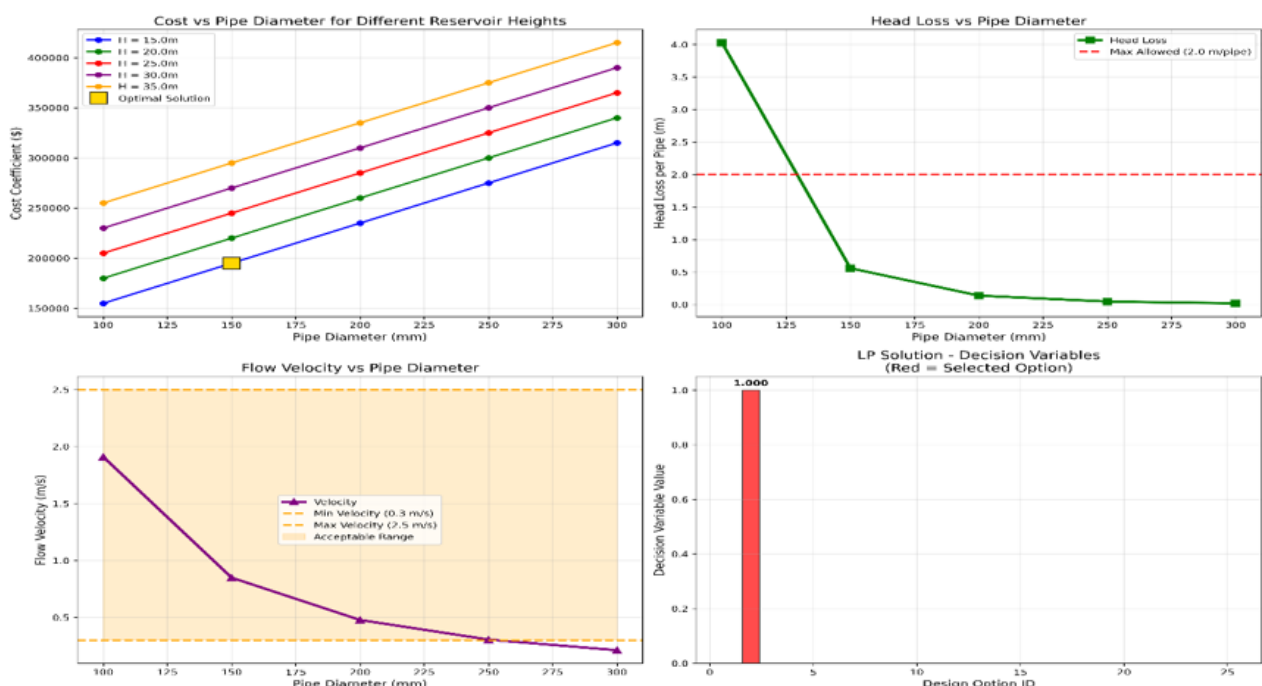 Cost vs Pipe Diameter for Different Reservoir Heights
H = 15.0m
H = 20.0m
H = 25.0m
H = 30.0m
H = 35.0m
Optimal Solution
400000
350000
300000
250000
200000
150000
Cost Coefficient ($)
100 125 150 175 200 225 250 275 300
Pipe Diameter (mm)
Head Loss vs Pipe Diameter
Head Loss
Max Allowed (2.0 m/pipe)
4.0
3.5
3.0
2.5
2.0
1.5
1.0
0.5
0.0
Head Loss per Pipe (m)
100 125 150 175 200 225 250 275 300
Pipe Diameter (mm)
Flow Velocity vs Pipe Diameter
2.5
2.0
1.5
1.0
0.5
Flow Velocity (m/s)
Velocity
Min Velocity (0.3 m/s)
Max Velocity (2.5 m/s)
Acceptable Range
100 125 150 175 200 225 250 275 300
Pipe Diameter (mm)
LP Solution - Decision Variables
(Red = Selected Option)
1.000
1.0
0.8
0.6
0.4
0.2
0.0
Decision Variable Value
0 5 10 15 20 25
Design Option ID